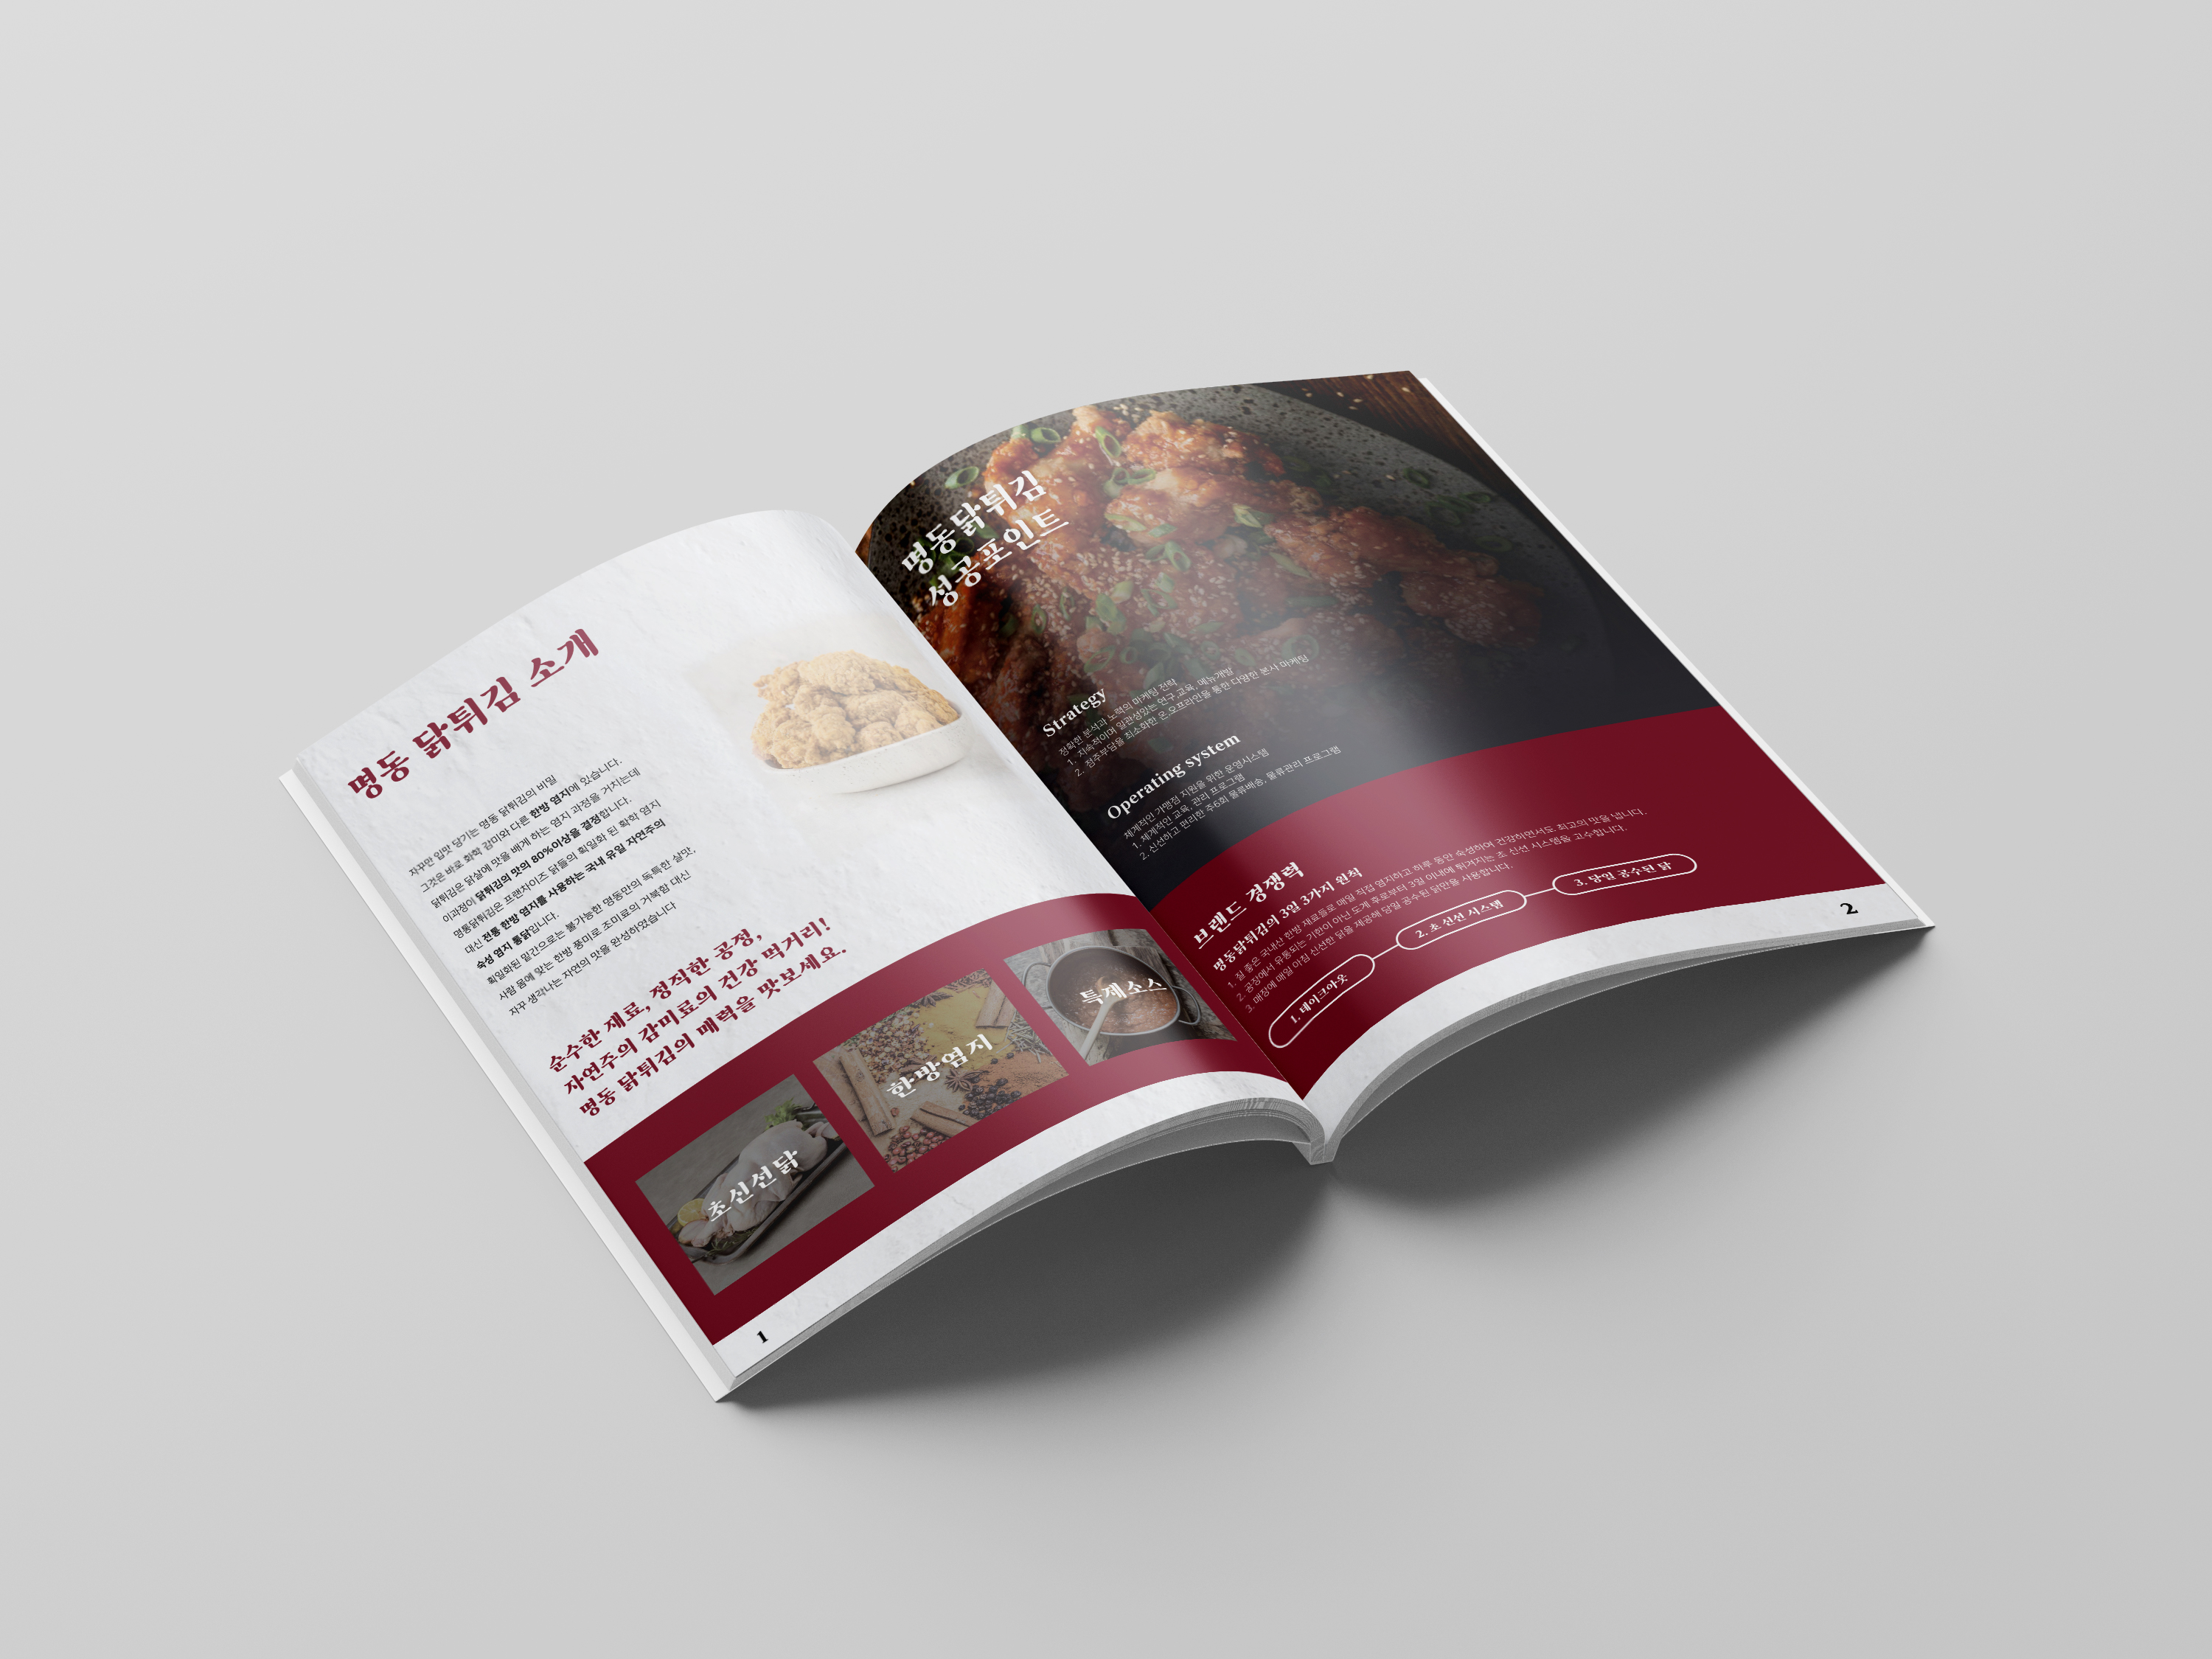 명동 닭튀김 소개
자꾸만 입맛 당기는 명동 닭튀김의 비밀
그것은 바로 화학 감미와 다른 한방 염지에 있습니다.
닭튀김은 닭살에 맛을 배게 하는 염지 과정을 거치는데
이과정이 닭튀김의 맛의 80%이상을 결정합니다.
명동닭튀김은 프랜차이즈 닭들의 획일화 된 확학 염지
대신 전통 한방 염지를 사용하는 국내 유일 자연주의
숙성 염지 통닭입니다.
획일화된 밑간으로는 불가능한 명동만의 독특한 살맛,
사람 몸에 맞는 한방 풍미로 조미료의 거북함 대신
자꾸 생각나는 자연의 맛을 완성하였습니다
순수한 재료, 정직한 공정,
자연주의 감미료의 건강 먹거리!
명동 닭튀김의 매력을 맛보세요.
초신선닭
한방염지
특제소스
1
명동닭튀김
성공포인트
Strategy
정확한 분석과 노력의 마케팅 전략
1. 지속적이며 일관성있는 연구,교육, 메뉴개발
2. 점주부담을 최소화한 온,오프라인을 통한 다양한 본사 마케팅
Operating system
체계적인 가맹점 지원을 위한 운영시스템
1. 체계적인 교육, 관리 프로그램
2. 신선하고 편리한 주6회 물류배송, 물류관리 프로그램
브랜드 경쟁력
명동닭튀김의 3일 3가지 원칙
1. 질 좋은 국내산 한방 재료들로 매일 직접 염지하고 하루 동안 숙성하며 건강하면서도 최고의 맛을 냅니다.
2. 공장에서 유통되는 기한이 아닌 도계 후로부터 3일 이내에 튀겨지는 초 신선 시스템을 고수합니다.
3. 매장에 매일 아침 신선한 닭을 제공해 당일 공수된 닭만을 사용합니다.
1. 테이크아웃
2. 초 신선 시스템
3. 당일 공수된 닭
2